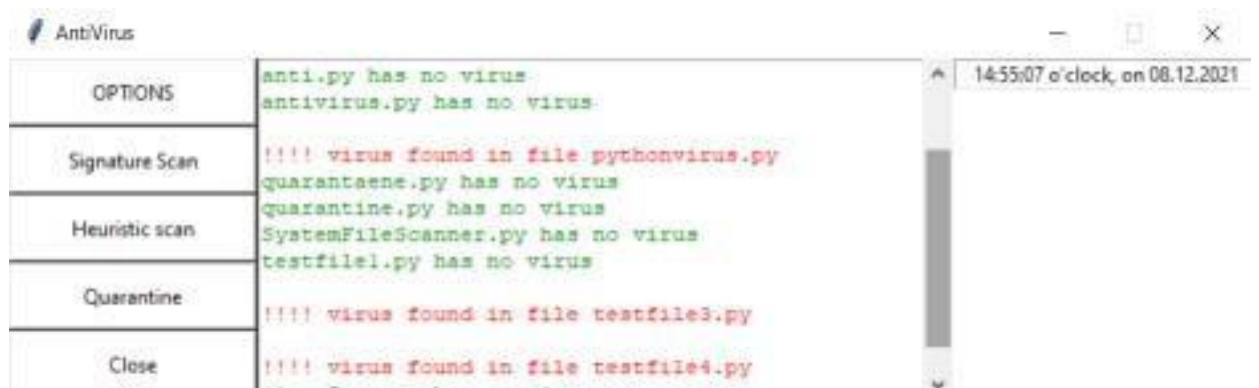 AntiVirus
OPTIONS
Signature Scan
Heuristic scan
Quarantine
Close
anti.py has no virus
antivirus.py has no virus
!!!! virus found in file pythonvirus.py
quarantaene.py has no virus
quarantine.py has no virus
SystemFileScanner.py has no virus
testfile1.py has no virus
!!!! virus found in file testfile3.py
!!!! virus found in file testfile4.py
14:55:07 o'clock, on 08.12.2021